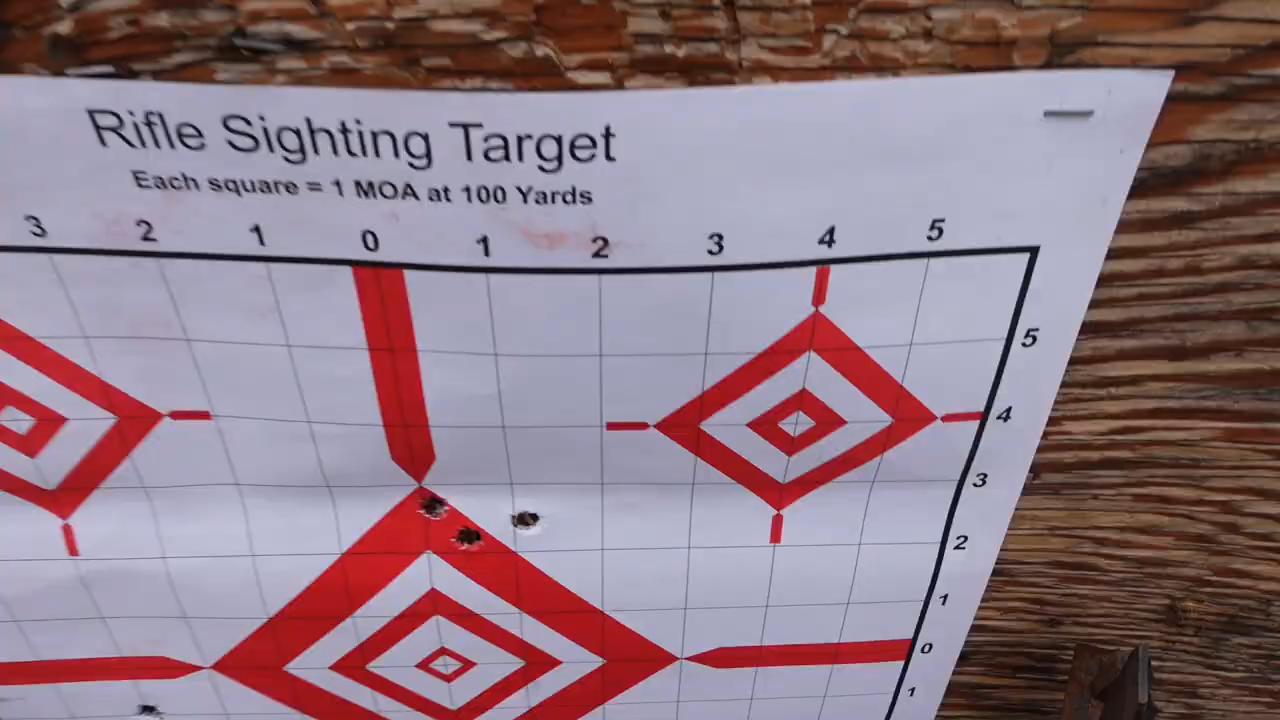 Rifle Sighting Target
Each square = 1 MOA at 100 Yards
3 2 1 0 1 2 3 4 5
5
4
3
2
1
0
1